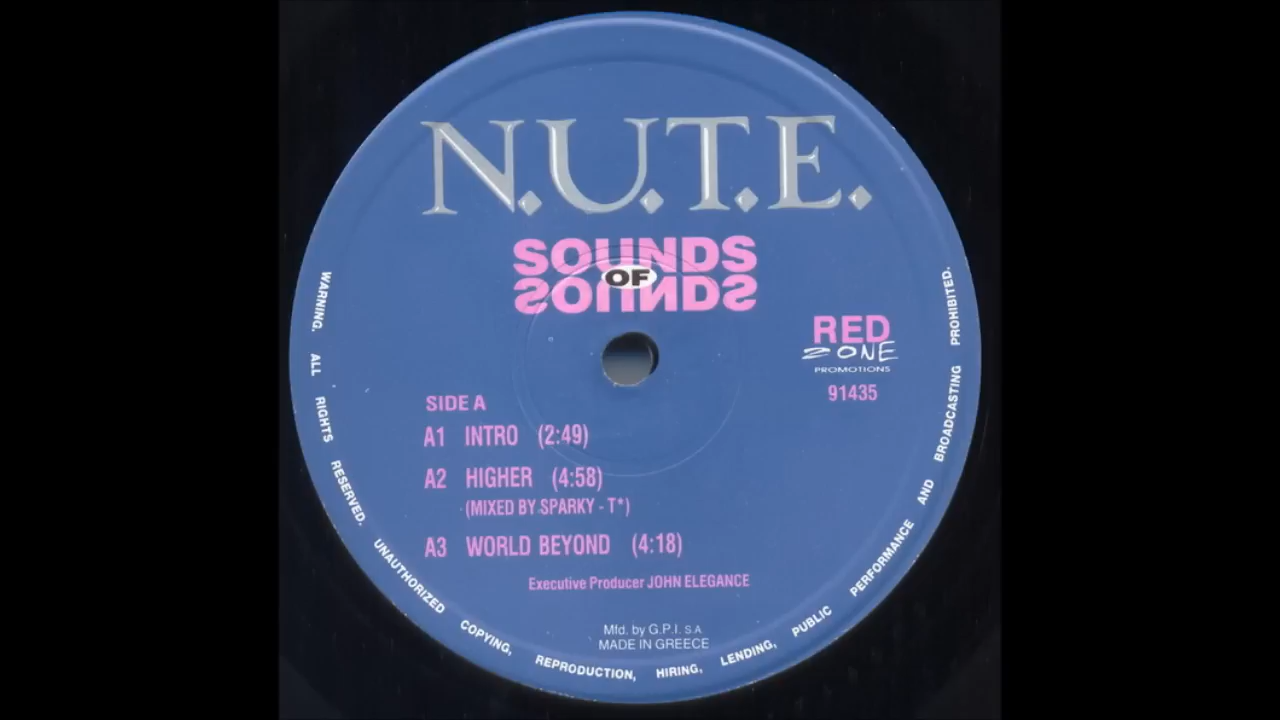 N.U.T.E.
SOUNDS
OF
SOUNDS
RED
ZONE
PROMOTIONS
91435
SIDE A
A1 INTRO (2:49)
A2 HIGHER (4:58)
(MIXED BY SPARKY - T*)
A3 WORLD BEYOND (4:18)
Executive Producer JOHN ELEGANCE
Mfd. by G.P.I. S.A
MADE IN GREECE
WARNING. ALL RIGHTS RESERVED. UNAUTHORIZED COPYING, REPRODUCTION, HIRING, LENDING, PUBLIC PERFORMANCE AND BROADCASTING PROHIBITED.